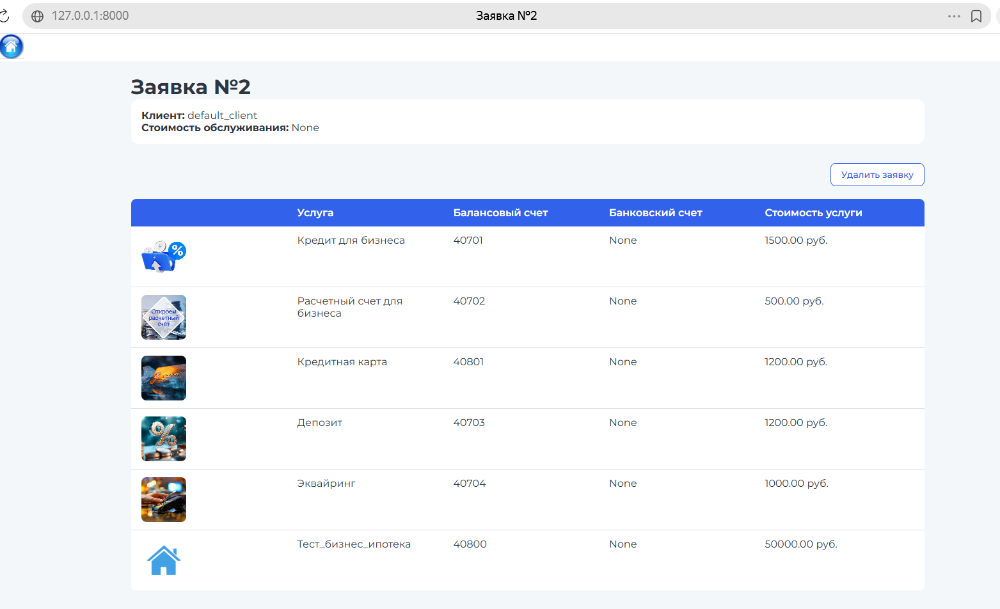 127.0.0.1:8000 Заявка №2
Заявка №2
Клиент: default_client
Стоимость обслуживания: None
Удалить заявку
Услуга Балансовый счет Банковский счет Стоимость услуги
Кредит для бизнеса 40701 None 1500.00 руб.
Расчетный счет для 40702 None 500.00 руб.
бизнеса
Откроем
расчетный
счёт
Кредитная карта 40801 None 1200.00 руб.
Депозит 40703 None 1200.00 руб.
Эквайринг 40704 None 1000.00 руб.
Тест_бизнес_ипотека 40800 None 50000.00 руб.